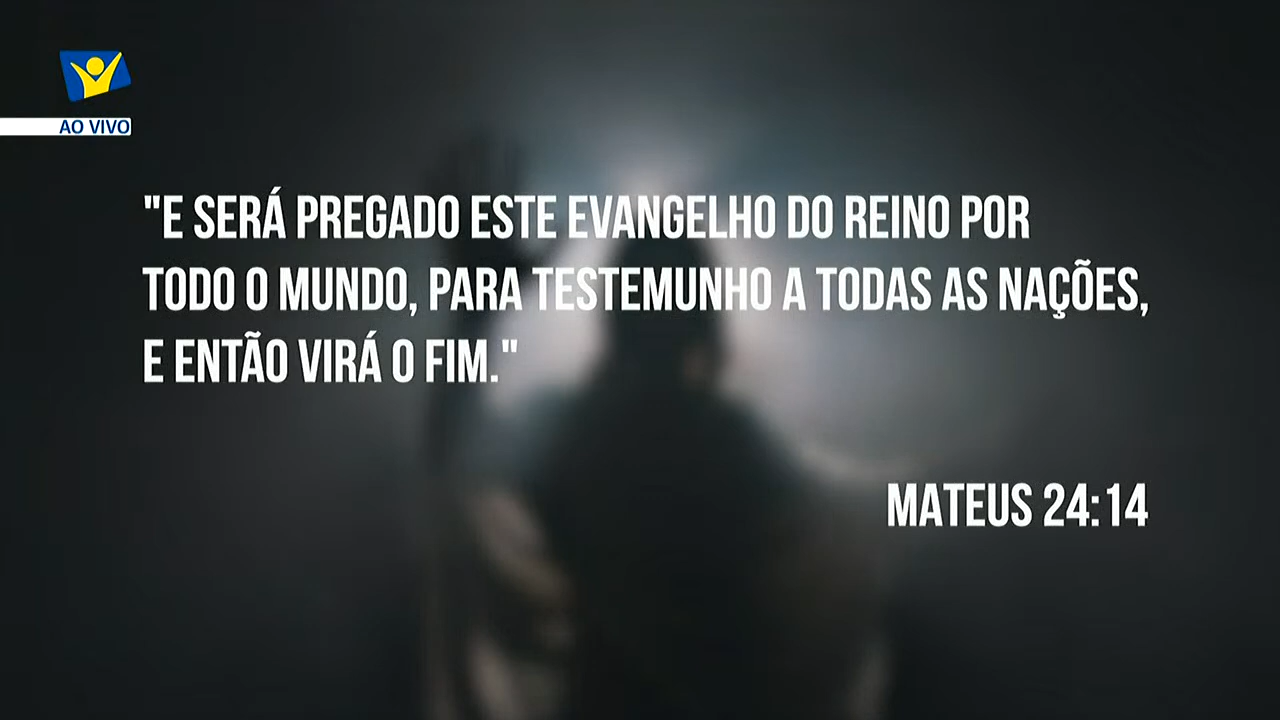 AO VIVO
"E SERÁ PREGADO ESTE EVANGELHO DO REINO POR
TODO O MUNDO, PARA TESTEMUNHO A TODAS AS NAÇÕES,
E ENTÃO VIRÁ O FIM."
MATEUS 24:14